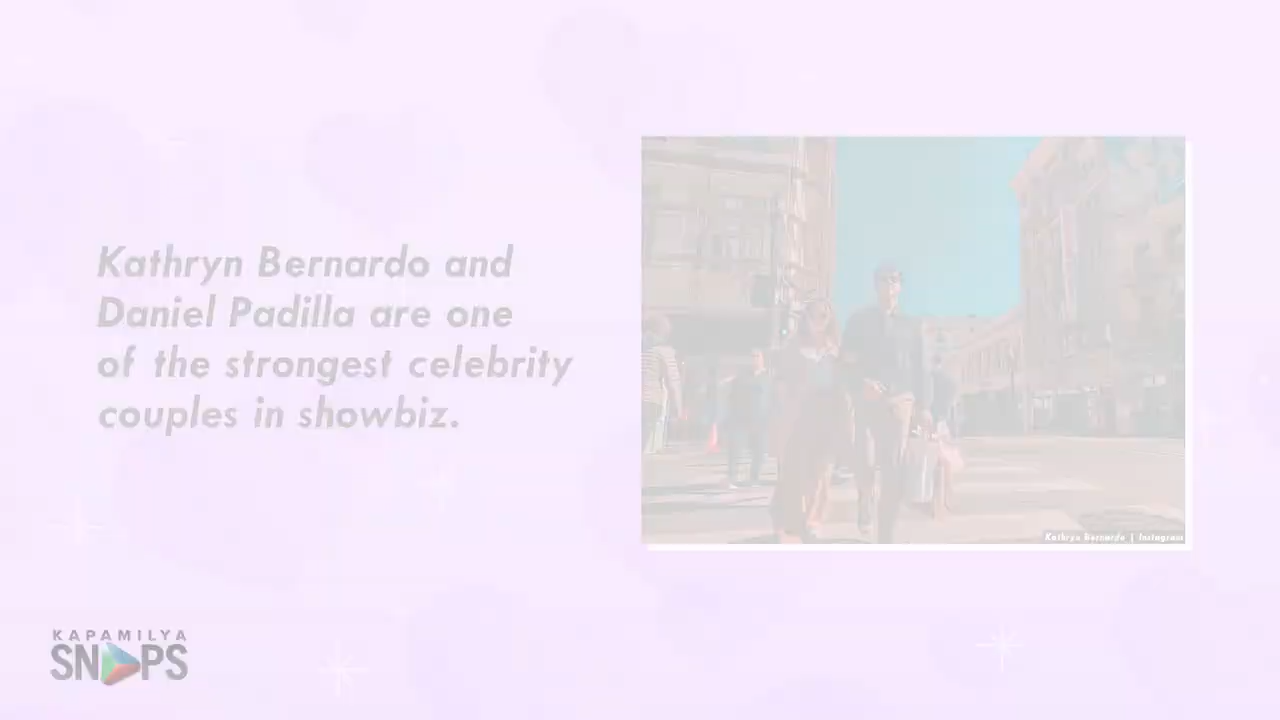 Kathryn Bernardo and
Daniel Padilla are one
of the strongest celebrity
couples in showbiz.
Kathryn Bernardo | Instagram
KAPAMILYA
SNAPS